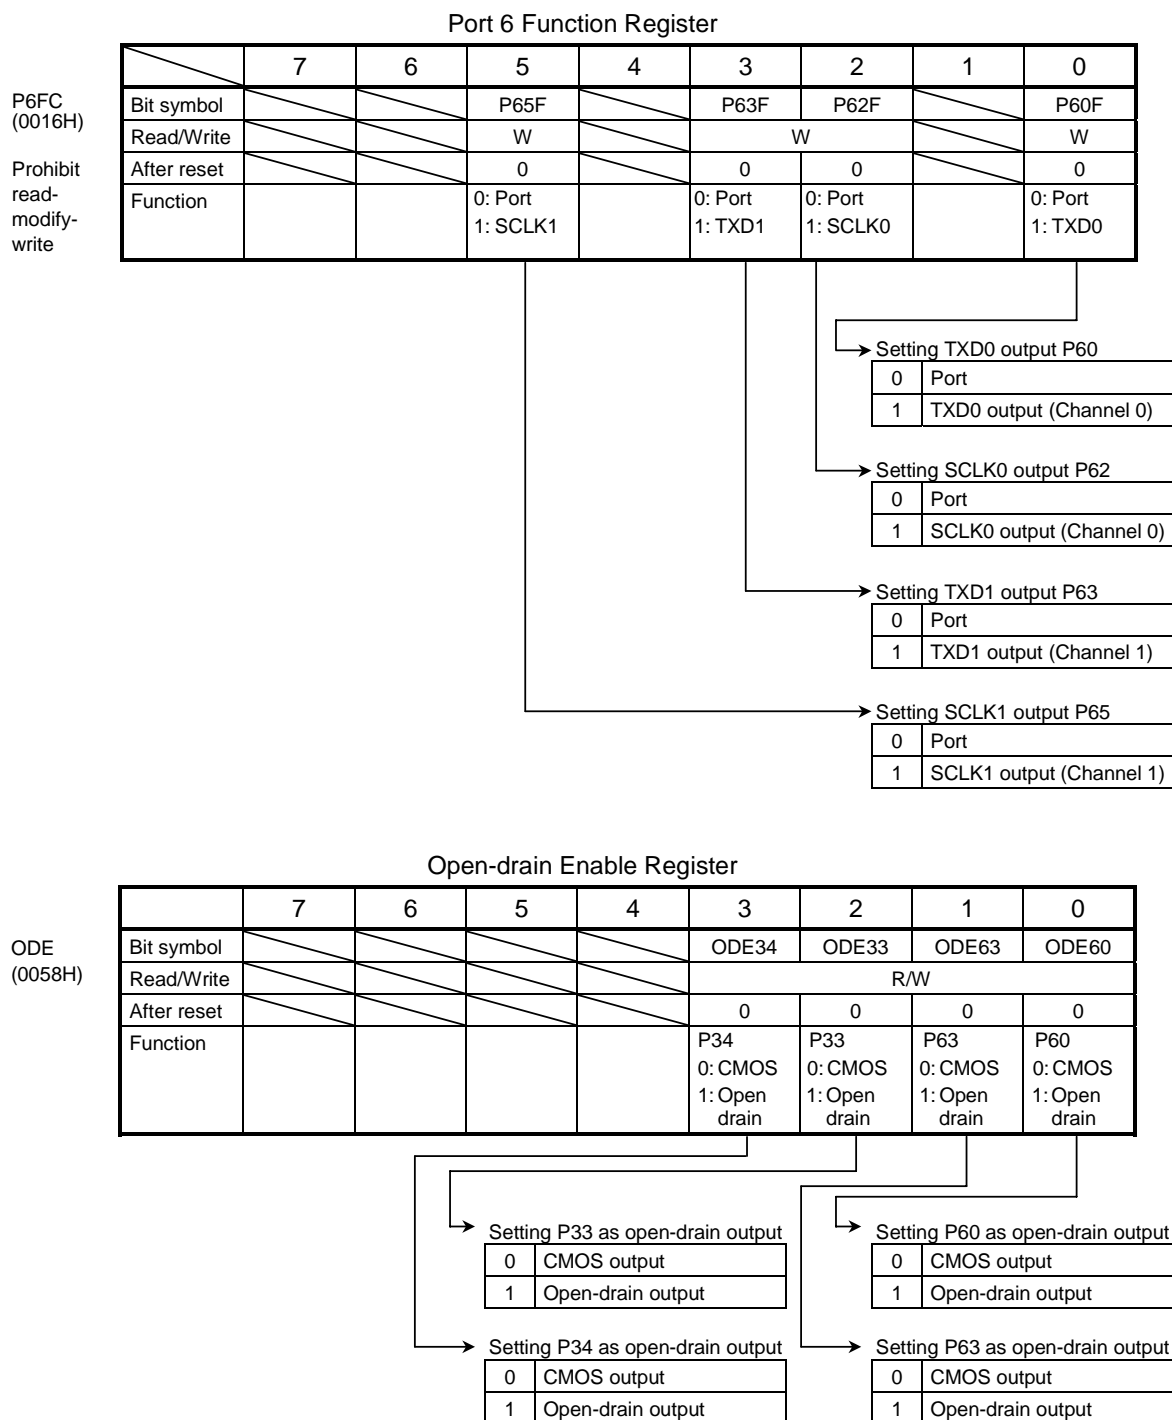 Port 6 Function Register
7 6 5 4 3 2 1 0
P6FC
(0016H)
Prohibit
read-
modify-
write
Bit symbol P65F P63F P62F P60F
Read/Write W W W
After reset 0 0 0 0
Function 0: Port 0: Port 0: Port 0: Port
1: SCLK1 1: TXD1 1: SCLK0 1: TXD0
Setting TXD0 output P60
0 Port
1 TXD0 output (Channel 0)
Setting SCLK0 output P62
0 Port
1 SCLK0 output (Channel 0)
Setting TXD1 output P63
0 Port
1 TXD1 output (Channel 1)
Setting SCLK1 output P65
0 Port
1 SCLK1 output (Channel 1)
Open-drain Enable Register
7 6 5 4 3 2 1 0
ODE
(0058H)
Bit symbol ODE34 ODE33 ODE63 ODE60
Read/Write R/W
After reset 0 0 0 0
Function P34 P33 P63 P60
0: CMOS 0: CMOS 0: CMOS 0: CMOS
1: Open 1: Open 1: Open 1: Open
drain drain drain drain
Setting P33 as open-drain output
0 CMOS output
1 Open-drain output
Setting P60 as open-drain output
0 CMOS output
1 Open-drain output
Setting P34 as open-drain output
0 CMOS output
1 Open-drain output
Setting P63 as open-drain output
0 CMOS output
1 Open-drain output